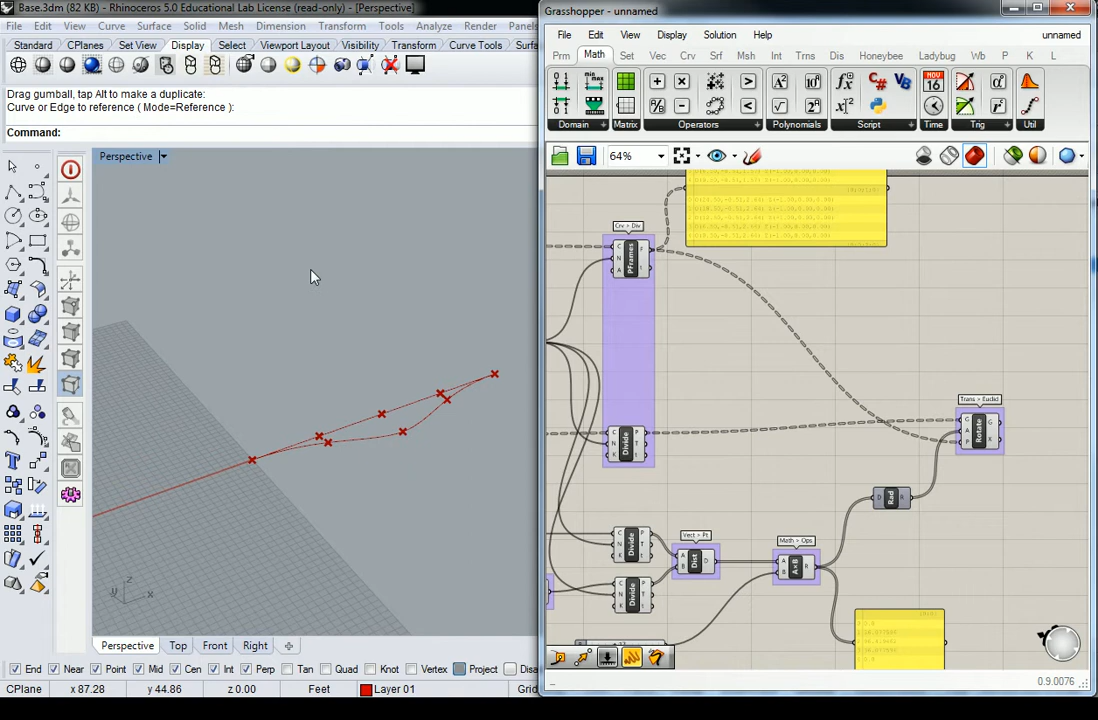 Base.3dm (82 KB) - Rhinoceros 5.0 Educational Lab License (read-only) - [Perspective]
File Edit View Curve Surface Solid Mesh Dimension Transform Tools Analyze Render Panels
Standard CPlanes Set View Display Select Viewport Layout Visibility Transform Curve Tools
Drag gumball, tap Alt to make a duplicate:
Curve or Edge to reference ( Mode=Reference ):
Command:
Perspective
z
y
x
Perspective Top Front Right
End Near Point Mid Cen Int Perp Tan Quad Knot Vertex Project
CPlane x 87.28 y 44.86 z 0.00 Feet Layer 01
Grasshopper - unnamed
File Edit View Display Solution Help unnamed
Prm Math Set Vec Crv Srf Msh Int Trns Dis Honeybee Ladybug Wb P K L
Domain Matrix Operators Polynomials Script Time Trig Util
64%
Crv > Div
C
N
A
PFrames
F
t
C
N
K
Divide
P
T
t
Trans > Euclid
G
A
P
Rotate
G
X
D
Rad
R
C
N
K
Divide
P
T
t
Vect > Pt
A
B
Dist
D
Math > Ops
A
B
A×B
R
C
N
K
Divide
P
T
t
0.9.0076